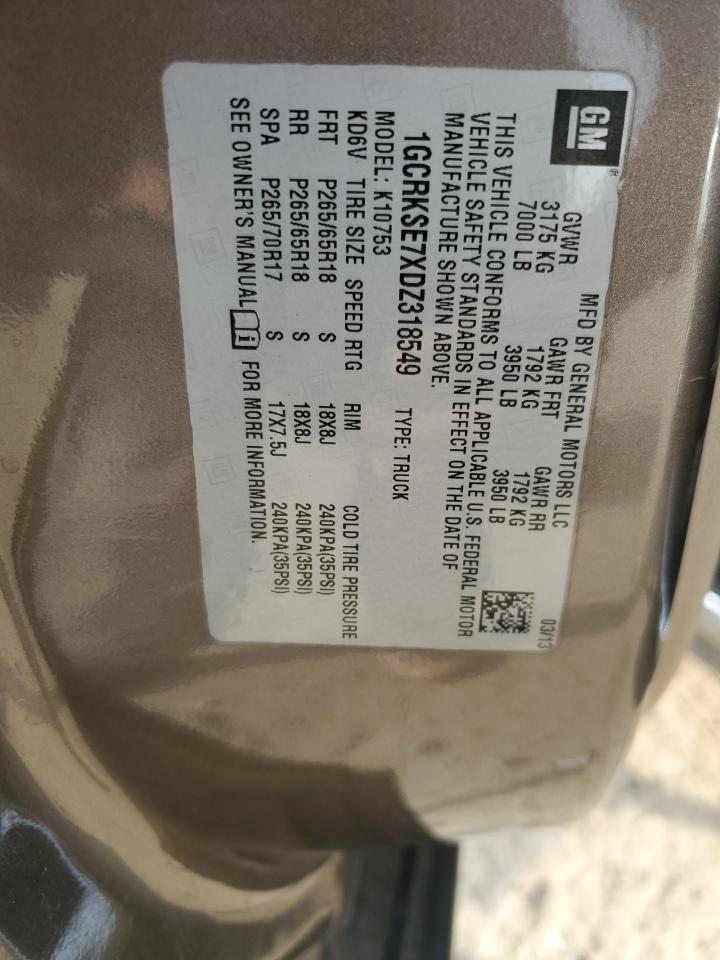 GM
MFD BY GENERAL MOTORS LLC 03/13
GVWR GAWR FRT GAWR RR
3175 KG 1792 KG 1792 KG
7000 LB 3950 LB 3950 LB
THIS VEHICLE CONFORMS TO ALL APPLICABLE U.S. FEDERAL MOTOR
VEHICLE SAFETY STANDARDS IN EFFECT ON THE DATE OF
MANUFACTURE SHOWN ABOVE.
1GCRKSE7XDZ318549 TYPE: TRUCK
MODEL: K10753
KD6V TIRE SIZE SPEED RTG RIM COLD TIRE PRESSURE
FRT P265/65R18 S 18X8J 240KPA(35PSI)
RR P265/65R18 S 18X8J 240KPA(35PSI)
SPA P265/70R17 S 17X7.5J 240KPA(35PSI)
SEE OWNER'S MANUAL i FOR MORE INFORMATION.